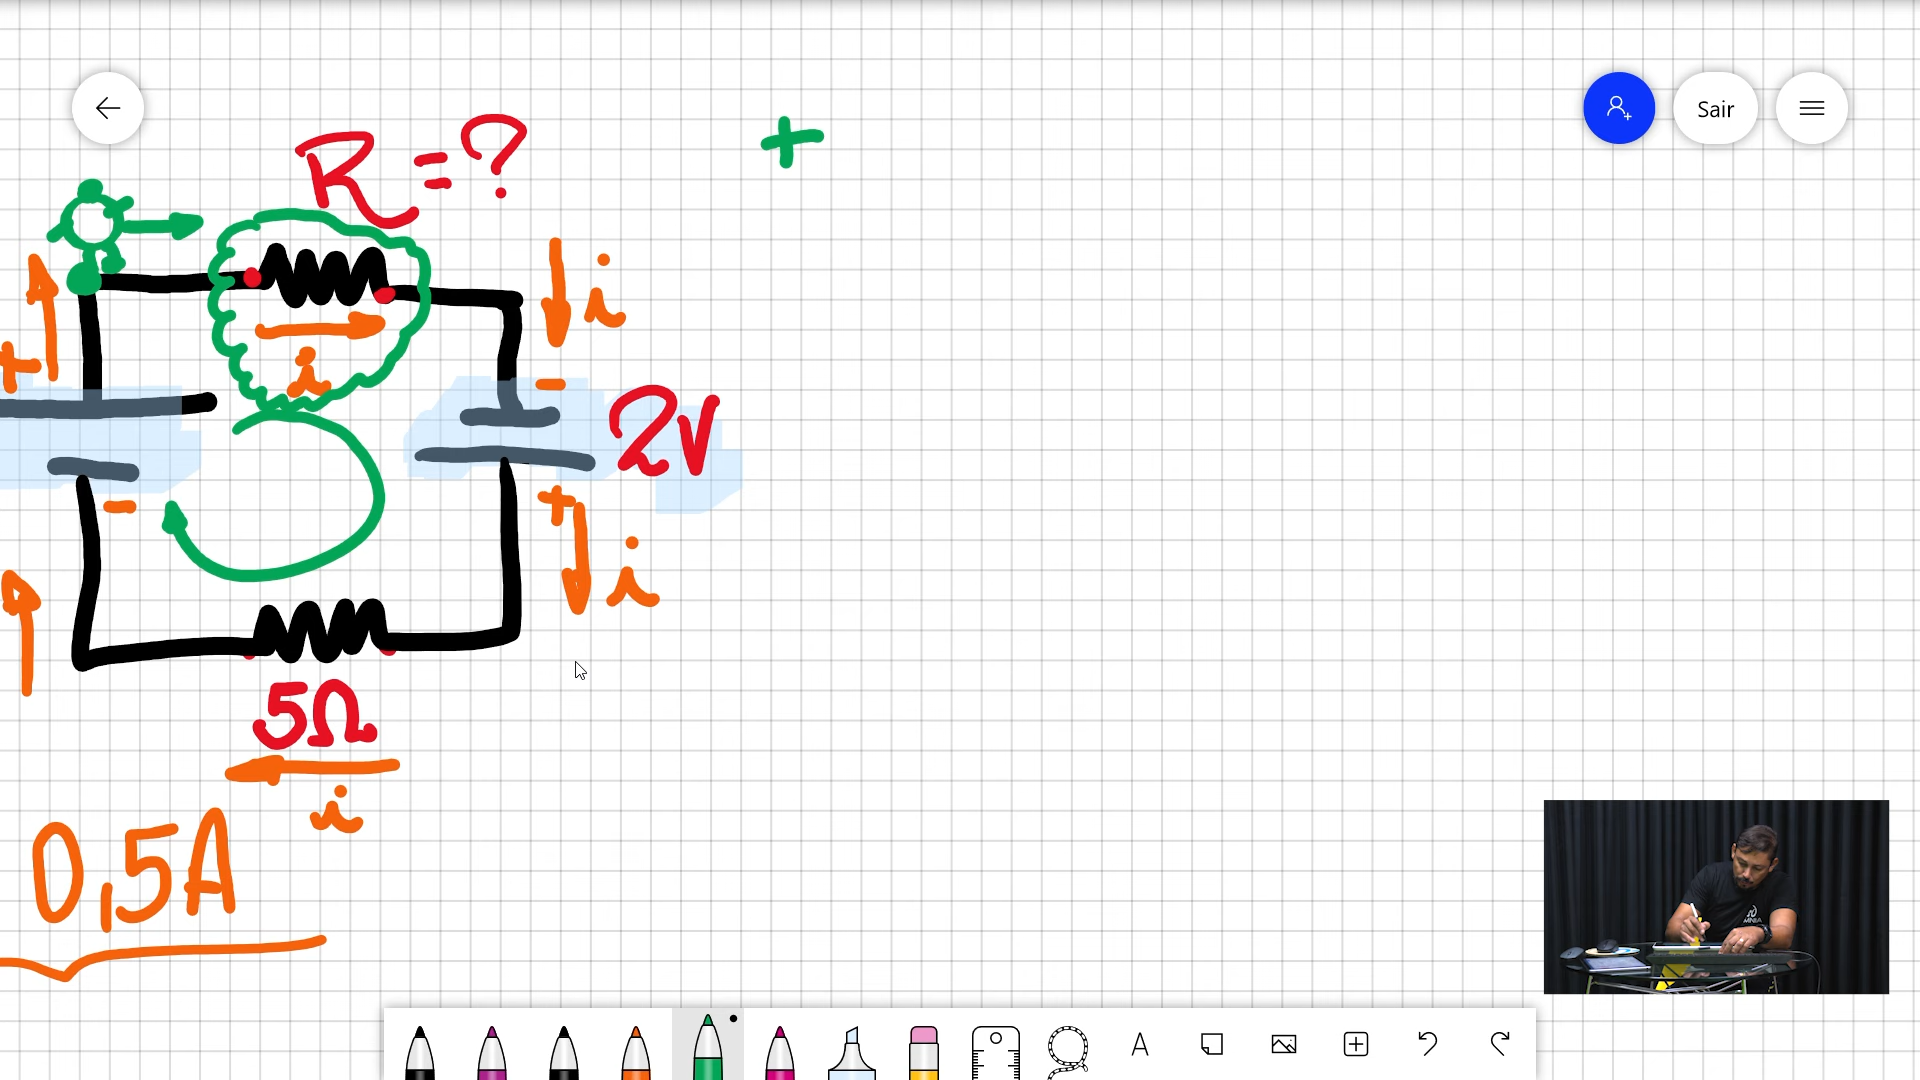 R = ?
+
Sair
i
+
i
-
2V
-
+
i
5Ω
i
0,5A
A